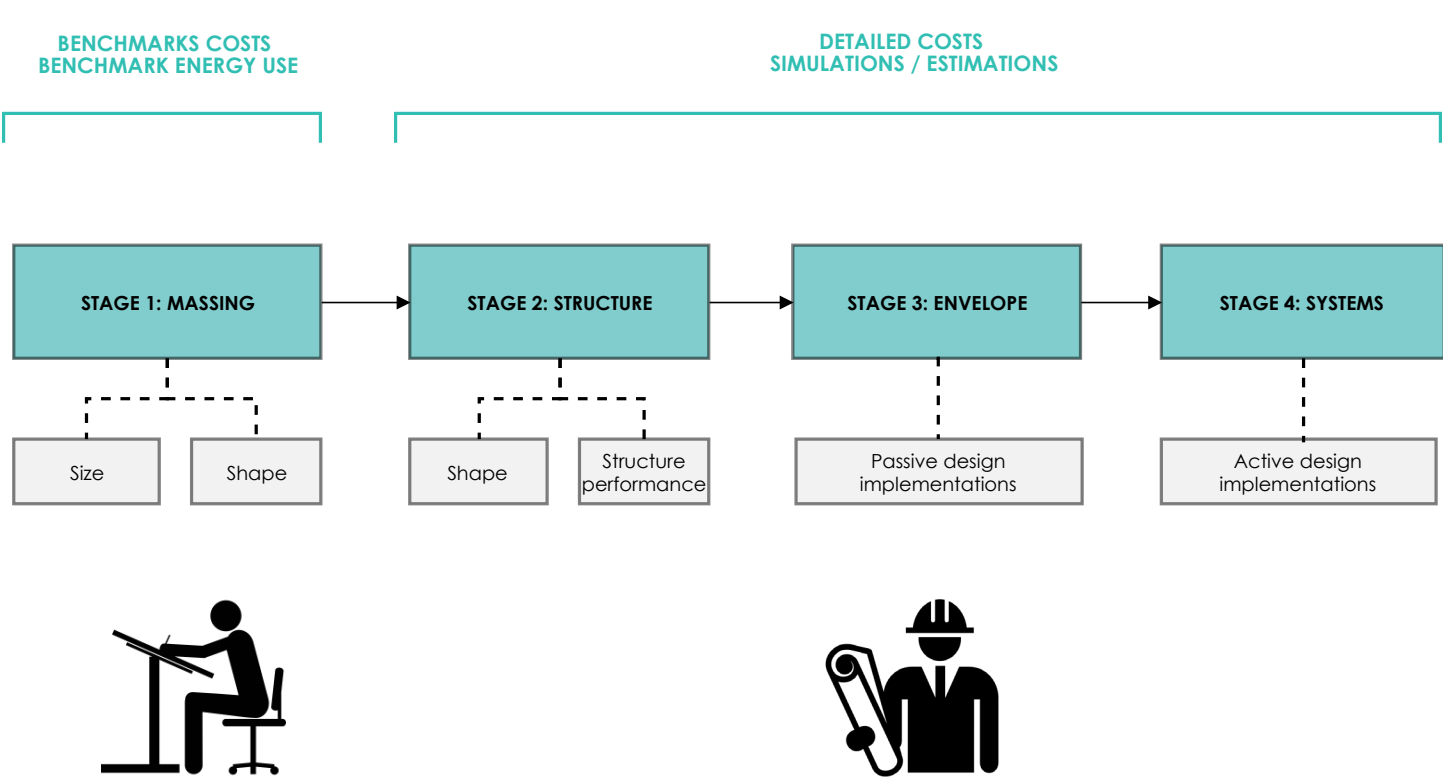 BENCHMARKS COSTS
BENCHMARK ENERGY USE
DETAILED COSTS
SIMULATIONS / ESTIMATIONS
STAGE 1: MASSING
STAGE 2: STRUCTURE
STAGE 3: ENVELOPE
STAGE 4: SYSTEMS
Size
Shape
Shape
Structure
performance
Passive design
implementations
Active design
implementations